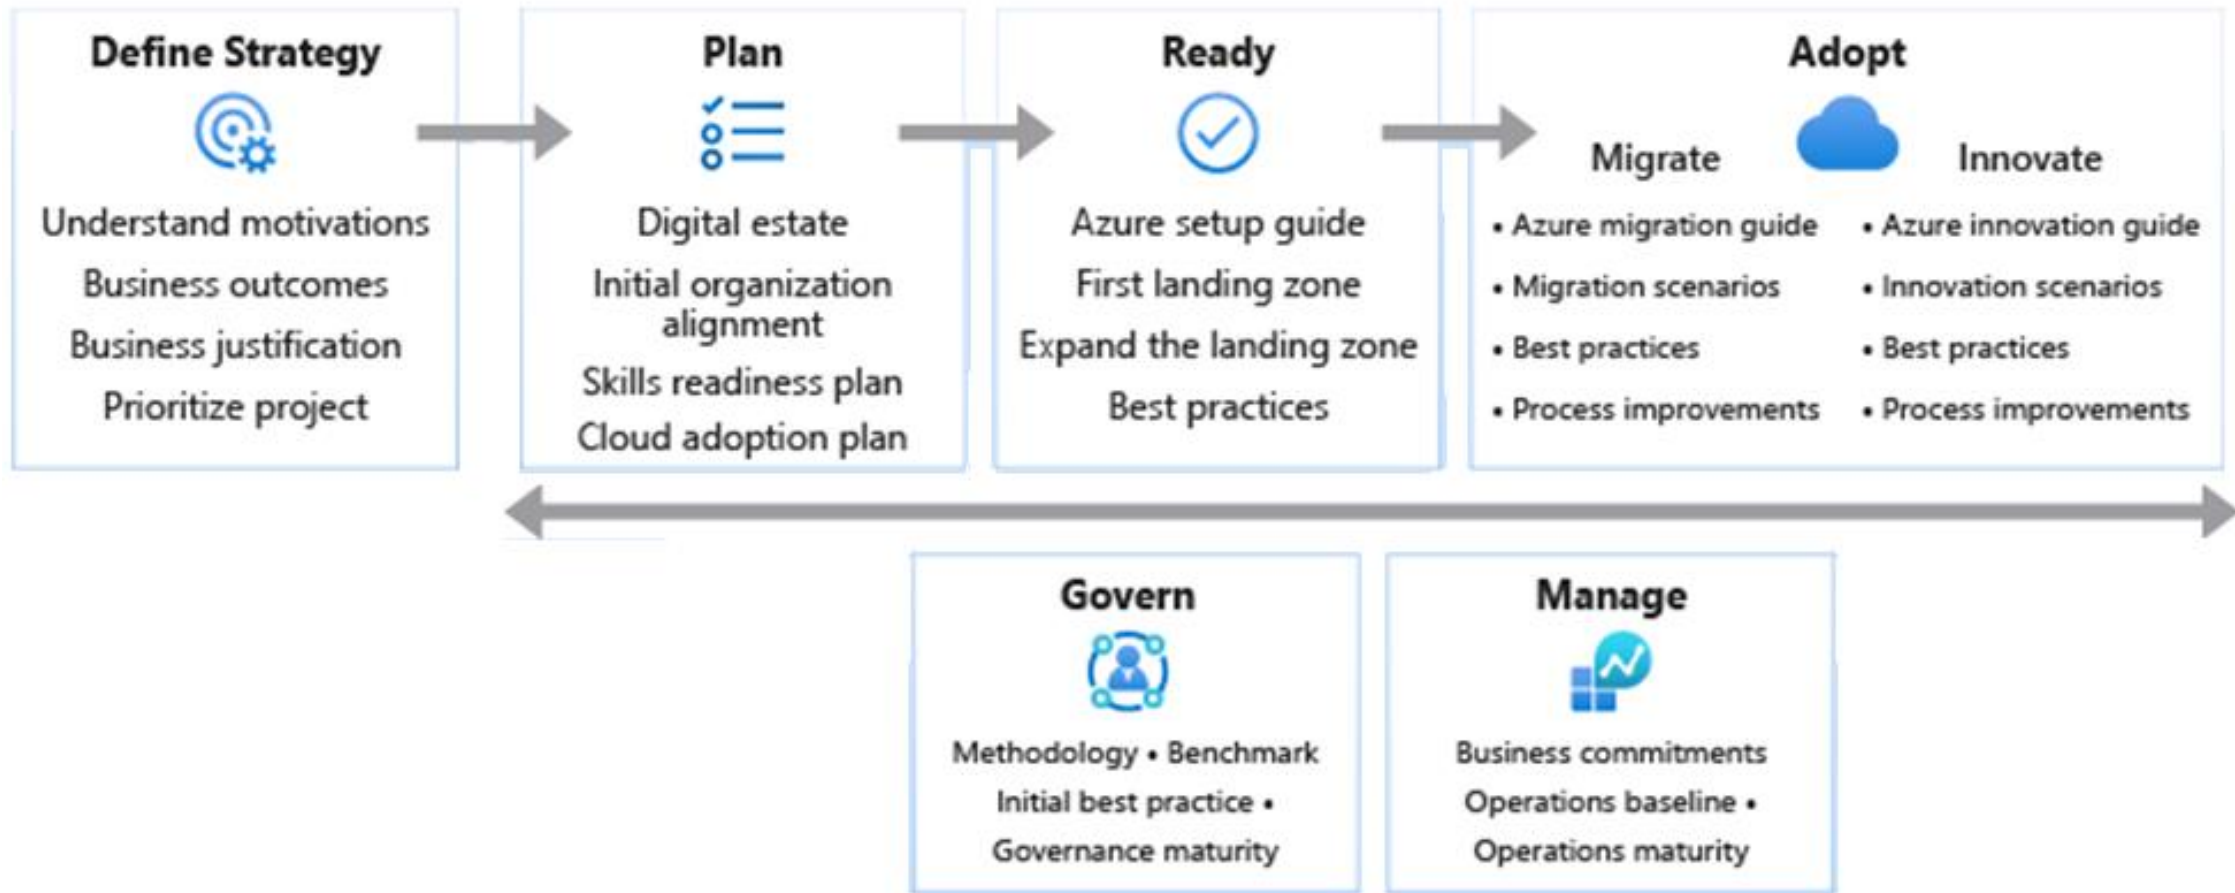 Define Strategy
Understand motivations
Business outcomes
Business justification
Prioritize project
Plan
Digital estate
Initial organization
alignment
Skills readiness plan
Cloud adoption plan
Ready
Azure setup guide
First landing zone
Expand the landing zone
Best practices
Adopt
Migrate
• Azure migration guide
• Migration scenarios
• Best practices
• Process improvements
Innovate
• Azure innovation guide
• Innovation scenarios
• Best practices
• Process improvements
Govern
Methodology • Benchmark
Initial best practice •
Governance maturity
Manage
Business commitments
Operations baseline •
Operations maturity